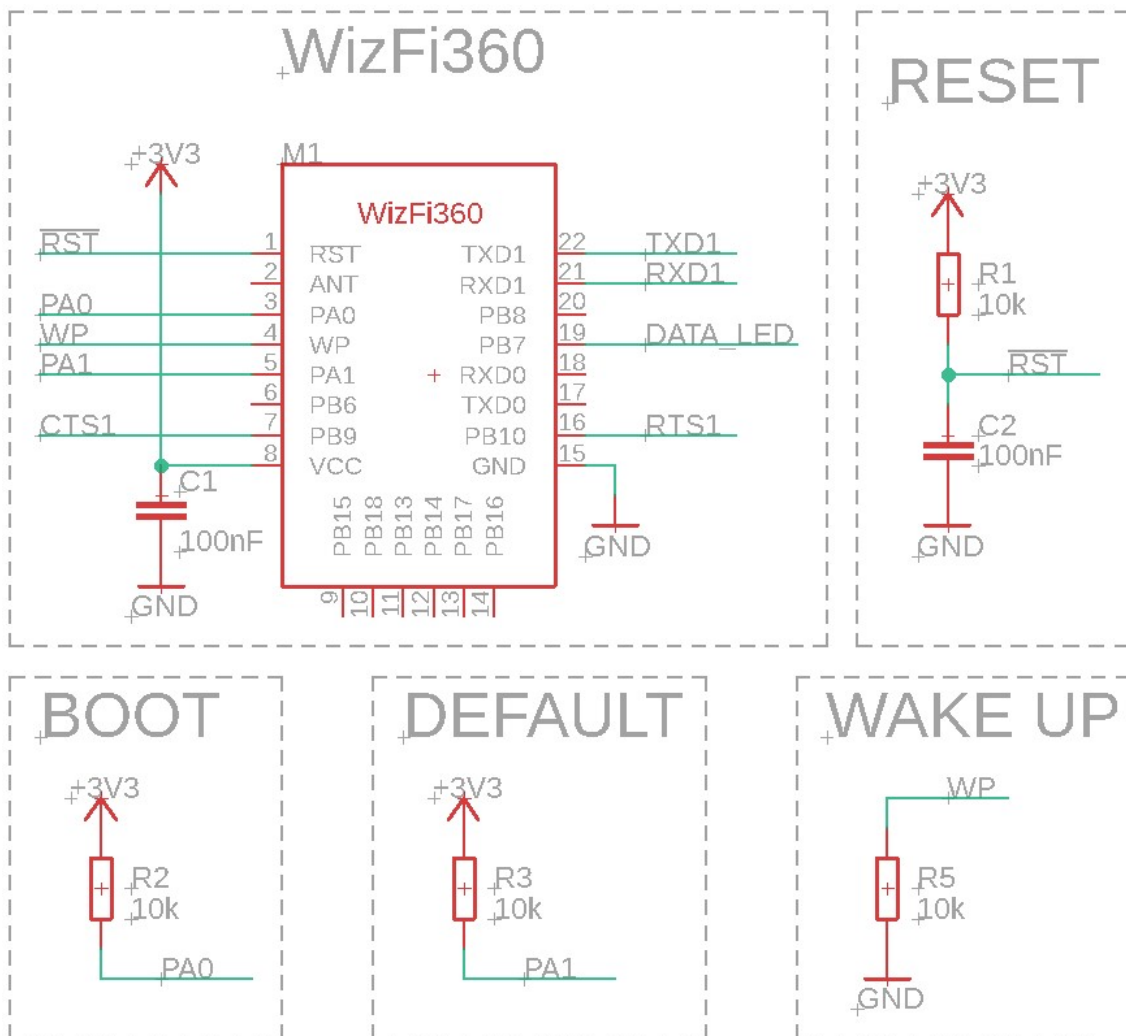 WizFi360
+3V3
M1
WizFi360
RST
1
RST
TXD1
22
TXD1
2
ANT
RXD1
21
RXD1
PA0
3
PA0
PB8
20
WP
4
WP
PB7
19
DATA_LED
PA1
5
PA1
RXD0
18
6
PB6
TXD0
17
CTS1
7
PB9
PB10
16
RTS1
8
VCC
GND
15
C1
100nF
GND
PB15
PB18
PB13
PB14
PB17
PB16
9
10
11
12
13
14
GND
RESET
+3V3
R1
10k
RST
C2
100nF
GND
BOOT
+3V3
R2
10k
PA0
DEFAULT
+3V3
R3
10k
PA1
WAKE UP
WP
R5
10k
GND